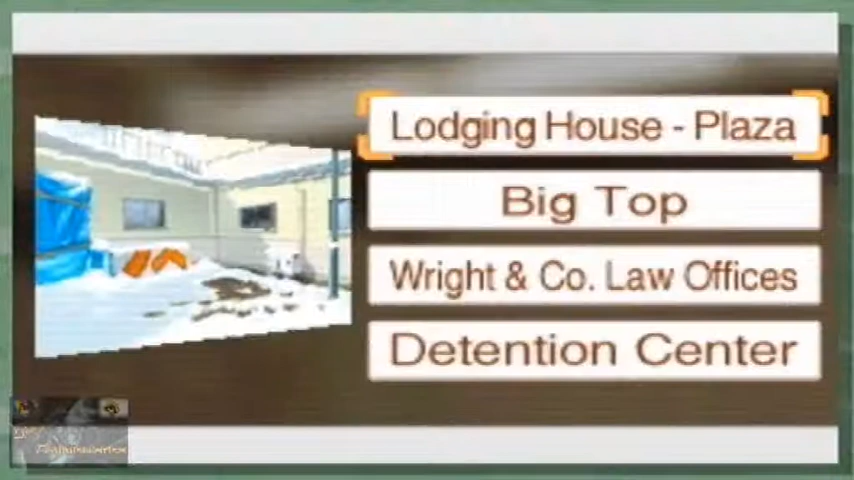 Lodging House - Plaza
Big Top
Wright & Co. Law Offices
Detention Center